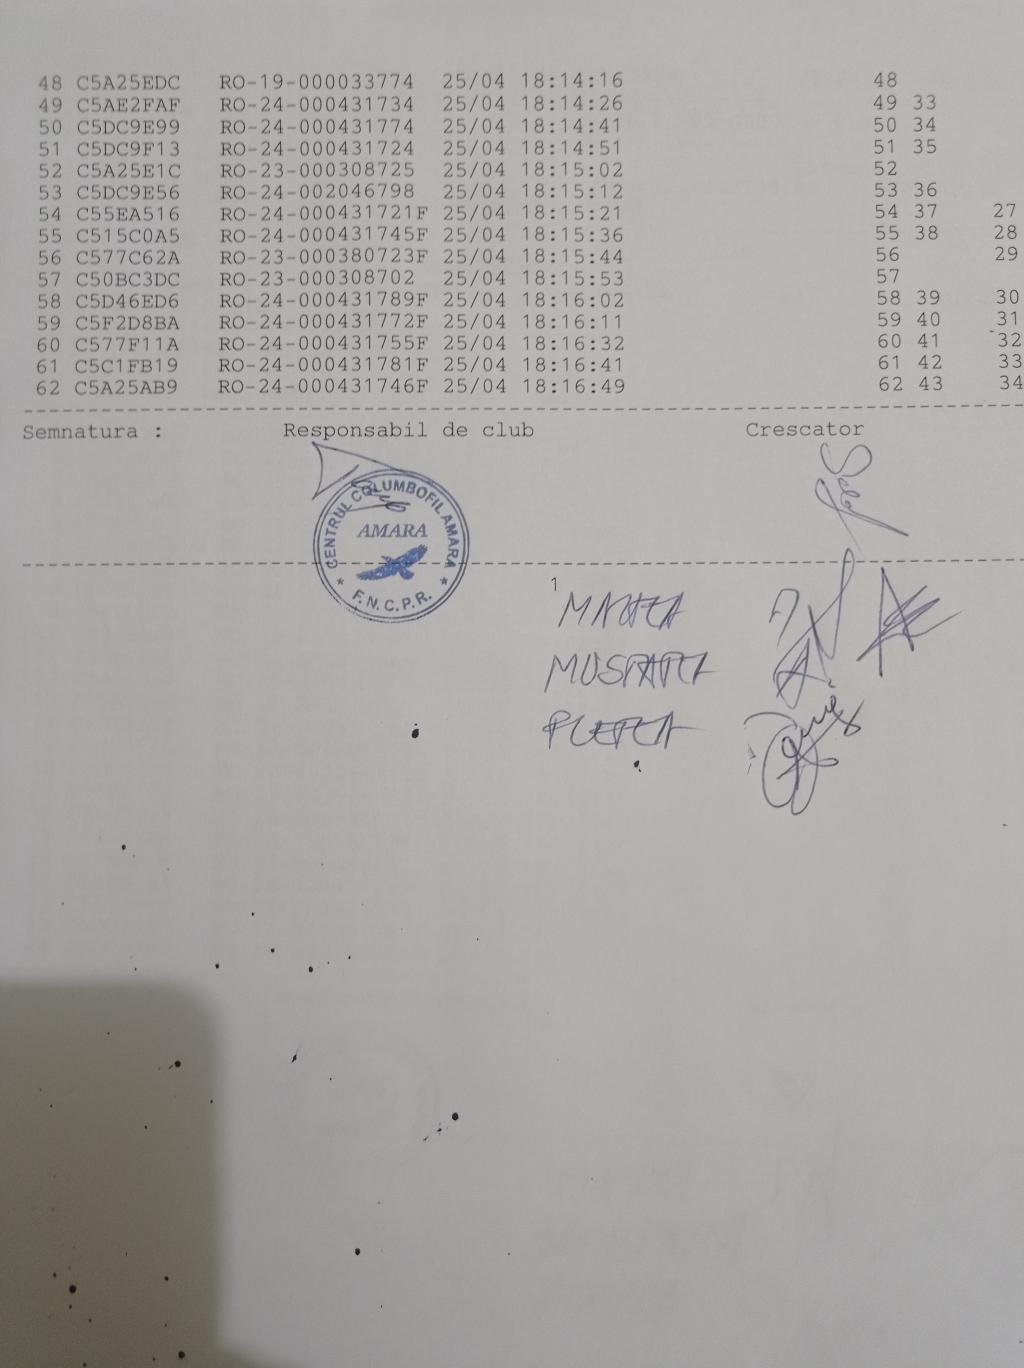 48 C5A25EDC RO-19-000033774 25/04 18:14:16 48
49 C5AE2FAF RO-24-000431734 25/04 18:14:26 49 33
50 C5DC9E99 RO-24-000431774 25/04 18:14:41 50 34
51 C5DC9F13 RO-24-000431724 25/04 18:14:51 51 35
52 C5A25E1C RO-23-000308725 25/04 18:15:02 52
53 C5DC9E56 RO-24-002046798 25/04 18:15:12 53 36
54 C55EA516 RO-24-000431721F 25/04 18:15:21 54 37 27
55 C515C0A5 RO-24-000431745F 25/04 18:15:36 55 38 28
56 C577C62A RO-23-000380723F 25/04 18:15:44 56 29
57 C50BC3DC RO-23-000308702 25/04 18:15:53 57
58 C5D46ED6 RO-24-000431789F 25/04 18:16:02 58 39 30
59 C5F2D8BA RO-24-000431772F 25/04 18:16:11 59 40 31
60 C577F11A RO-24-000431755F 25/04 18:16:32 60 41 32
61 C5C1FB19 RO-24-000431781F 25/04 18:16:41 61 42 33
62 C5A25AB9 RO-24-000431746F 25/04 18:16:49 62 43 34
Semnatura : Responsabil de club Crescator
CENTRUL COLUMBOFIL AMARA
AMARA
F.N.C.P.R.
1